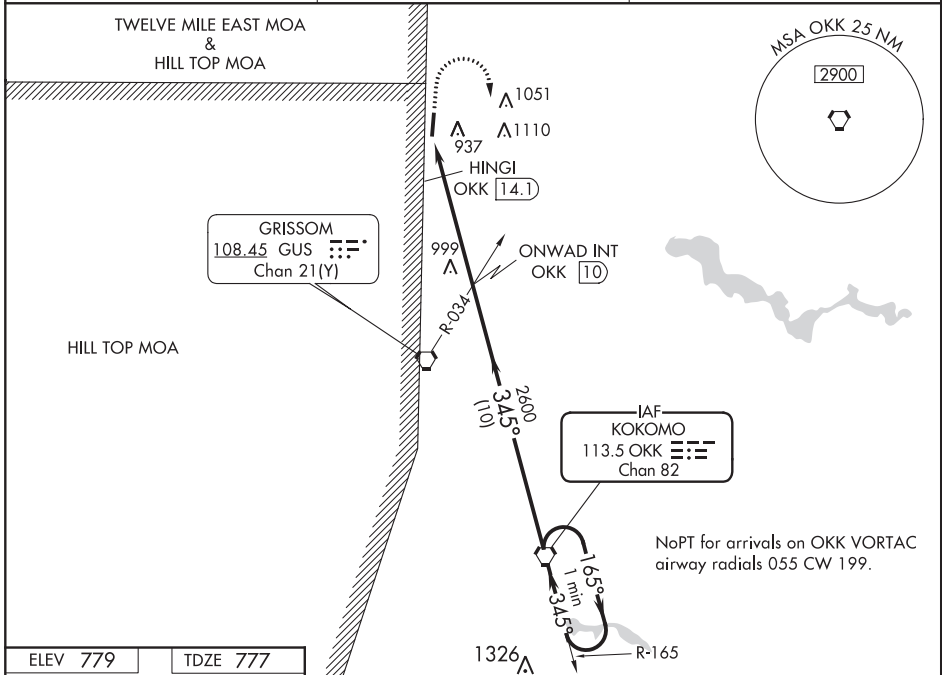 TWELVE MILE EAST MOA
&
HILL TOP MOA
MSA OKK 25 NM
2900
1051
1110
937
HINGI
OKK 14.1
GRISSOM
108.45 GUS
Chan 21(Y)
999
ONWAD INT
OKK 10
R-034
HILL TOP MOA
2600
345°
(10)
IAF
KOKOMO
113.5 OKK
Chan 82
NoPT for arrivals on OKK VORTAC
airway radials 055 CW 199.
165°
1 min
345°
R-165
1326
ELEV 779
TDZE 777